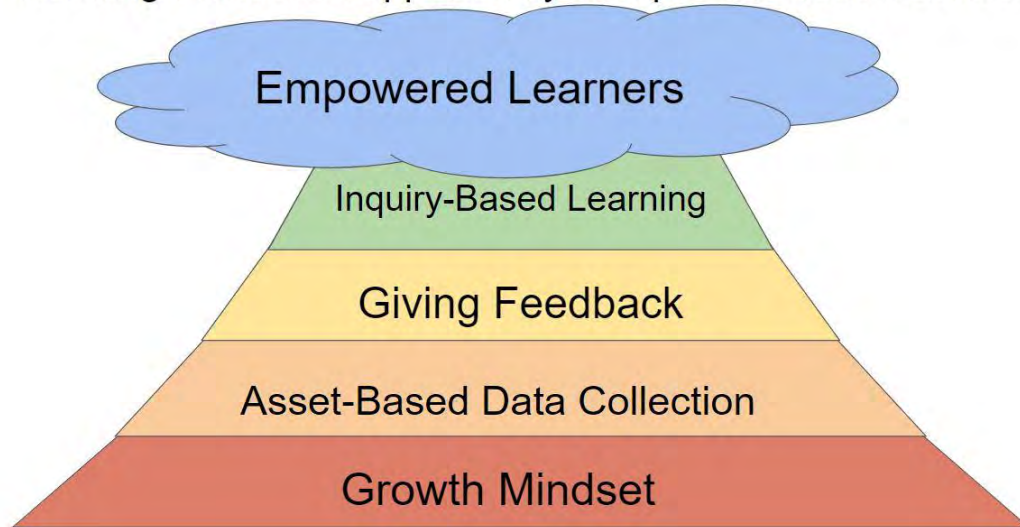 Empowered Learners
Inquiry-Based Learning
Giving Feedback
Asset-Based Data Collection
Growth Mindset